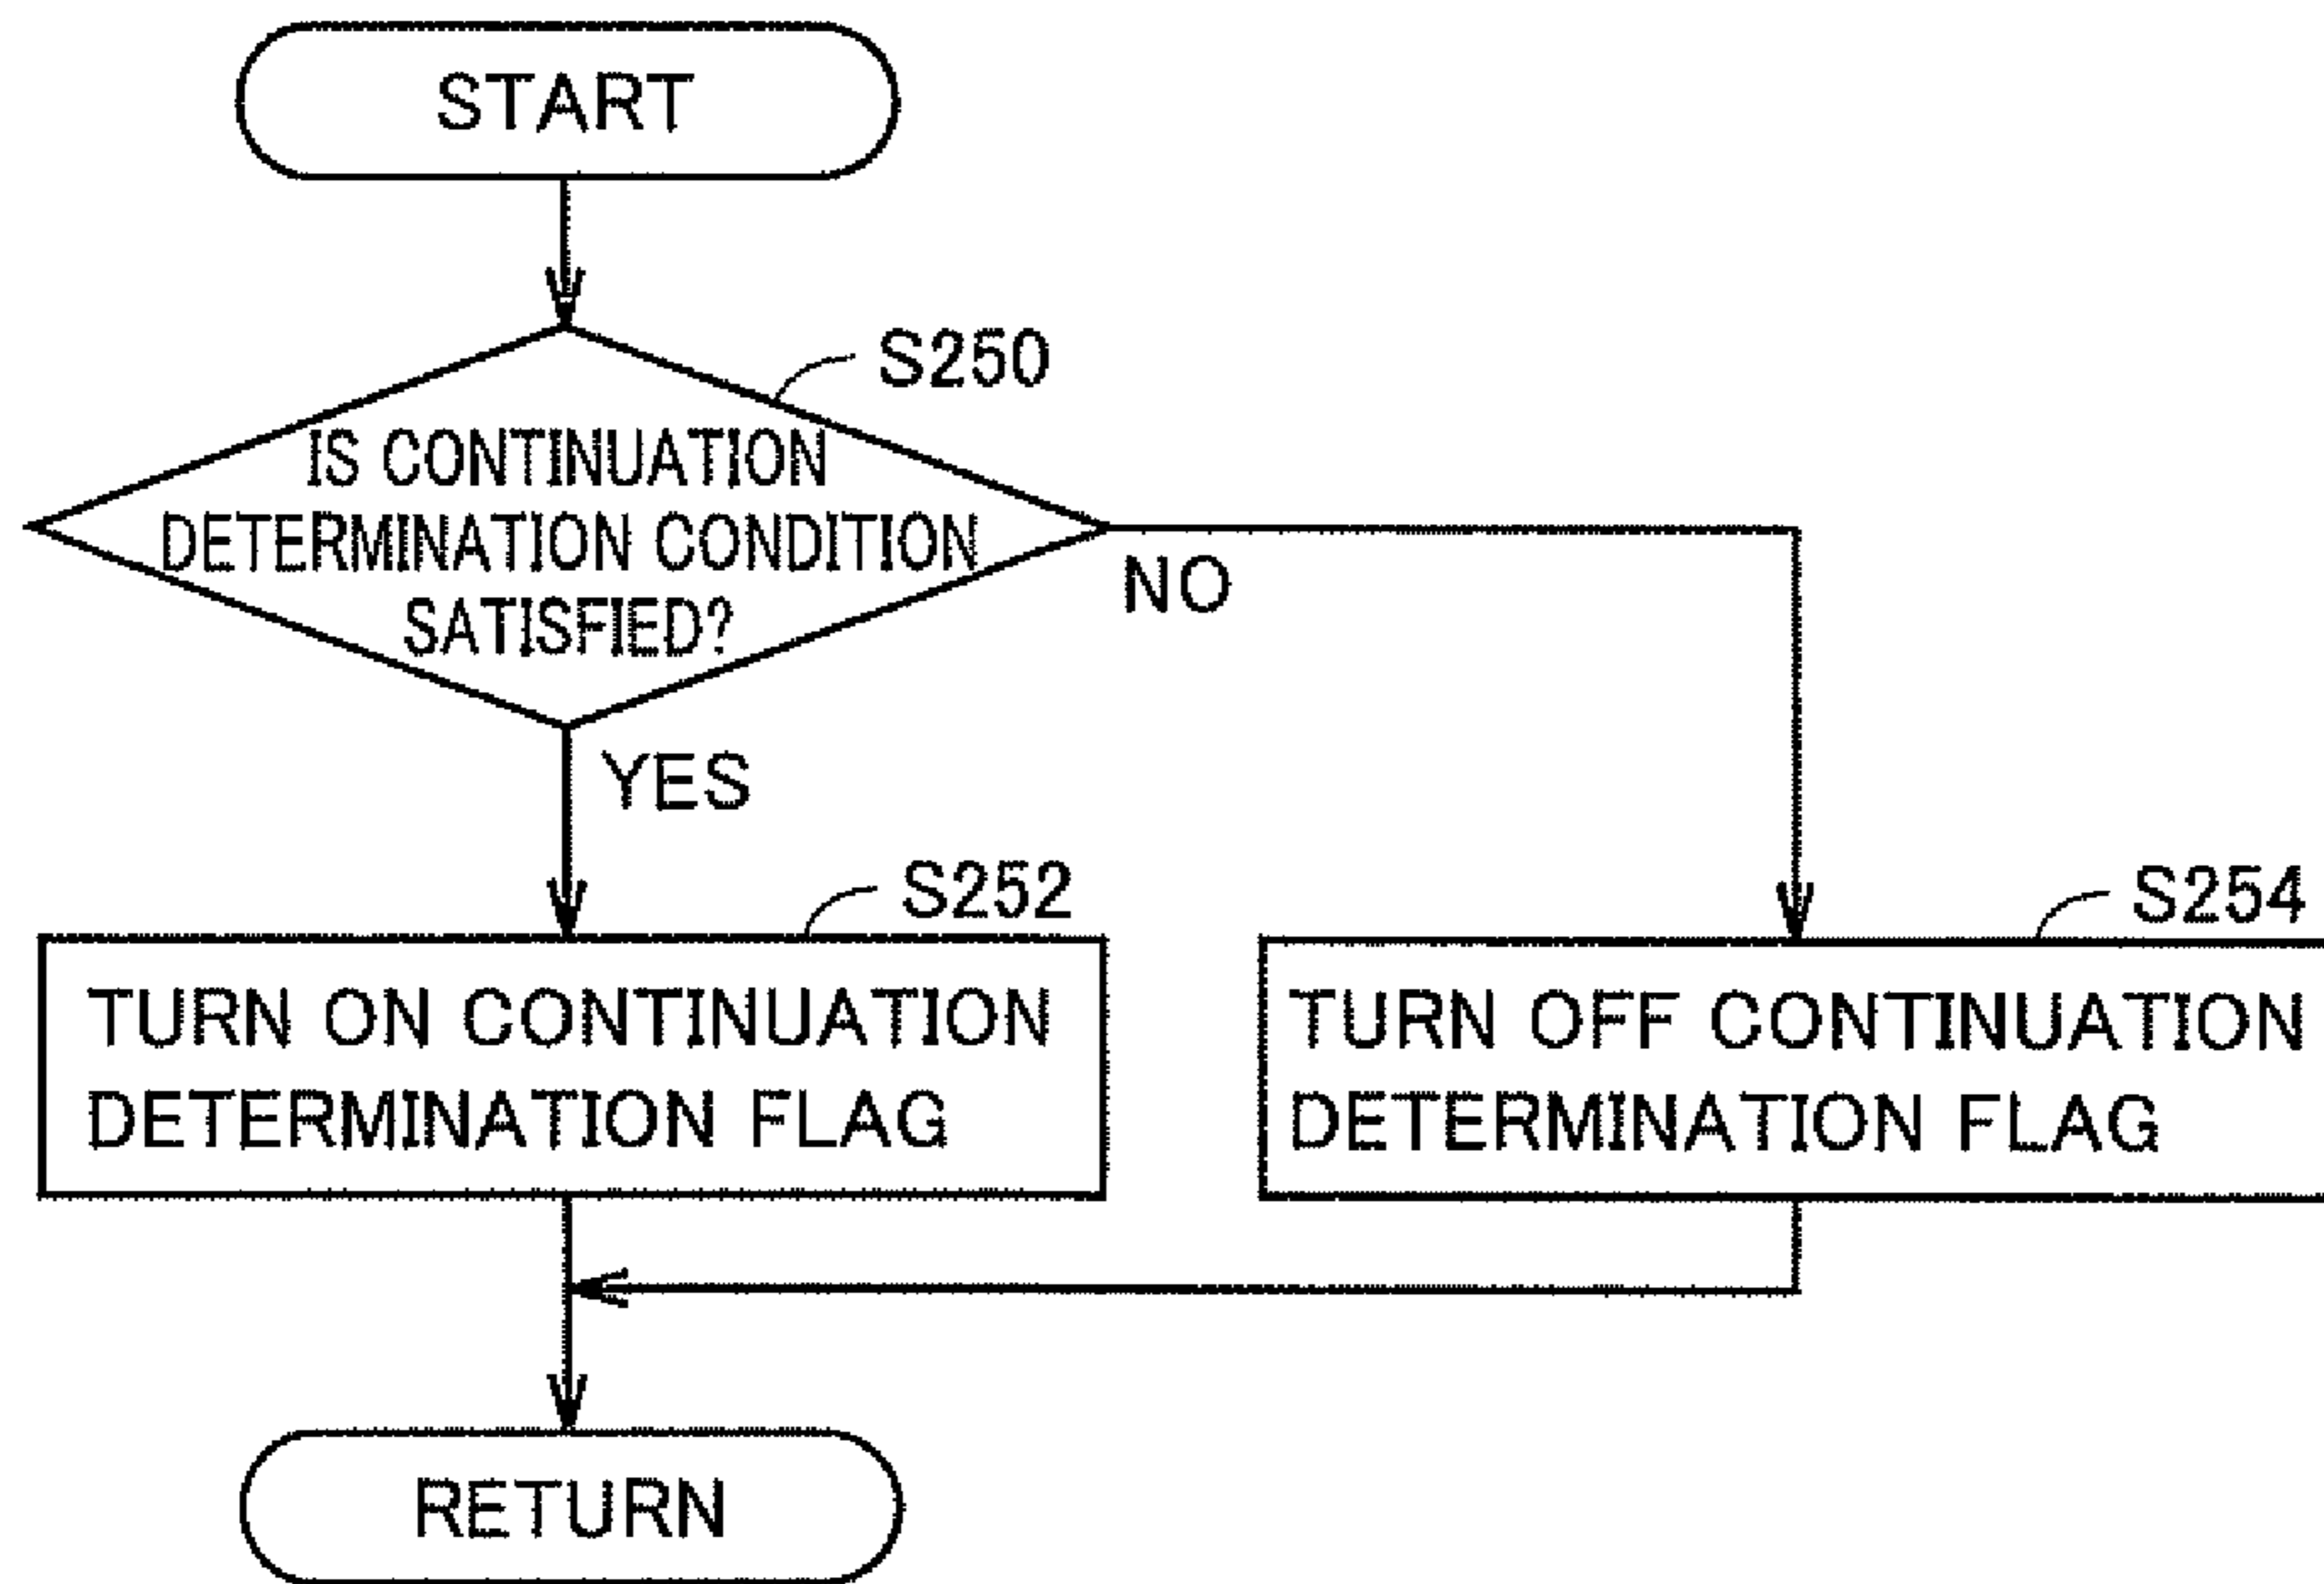 START
S250
IS CONTINUATION
DETERMINATION CONDITION
SATISFIED?
NO
YES
S252
TURN ON CONTINUATION
DETERMINATION FLAG
S254
TURN OFF CONTINUATION
DETERMINATION FLAG
RETURN